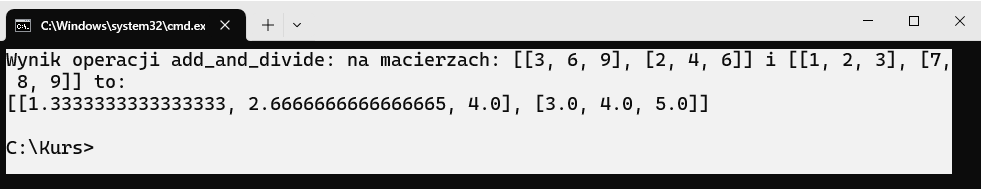 C:\Windows\system32\cmd.ex
Wynik operacji add_and_divide: na macierzach: [[3, 6, 9], [2, 4, 6]] i [[1, 2, 3], [7,
8, 9]] to:
[[1.3333333333333333, 2.6666666666666665, 4.0], [3.0, 4.0, 5.0]]
C:\Kurs>